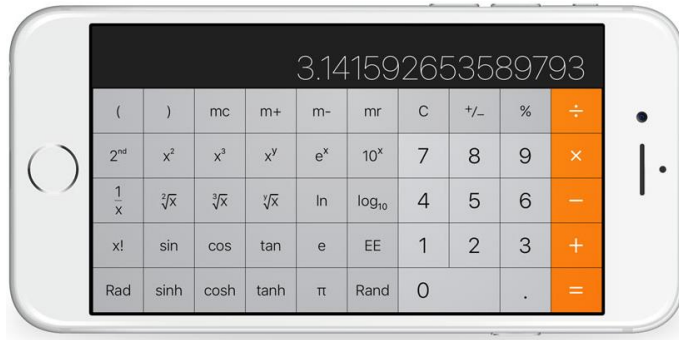 3.141592653589793
( ) mc m+ m- mr C +/- % ÷
2ⁿᵈ x² x³ xʸ eˣ 10ˣ 7 8 9 ×
1/x ²√x ³√x ʸ√x ln log₁₀ 4 5 6 −
x! sin cos tan e EE 1 2 3 +
Rad sinh cosh tanh π Rand 0 . =